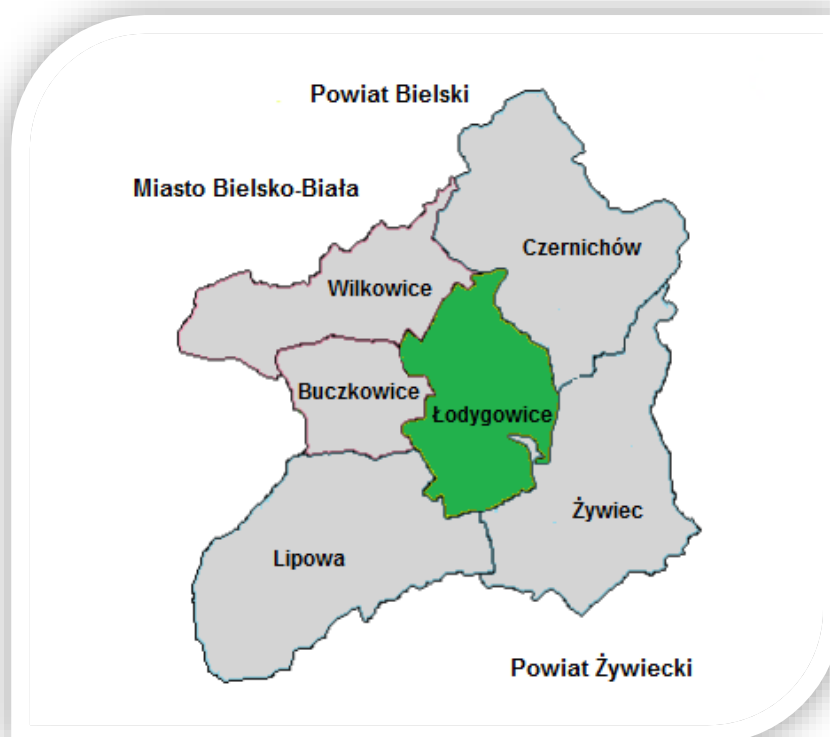 Powiat Bielski
Miasto Bielsko-Biała
Czernichów
Wilkowice
Buczkowice
Łodygowice
Żywiec
Lipowa
Powiat Żywiecki